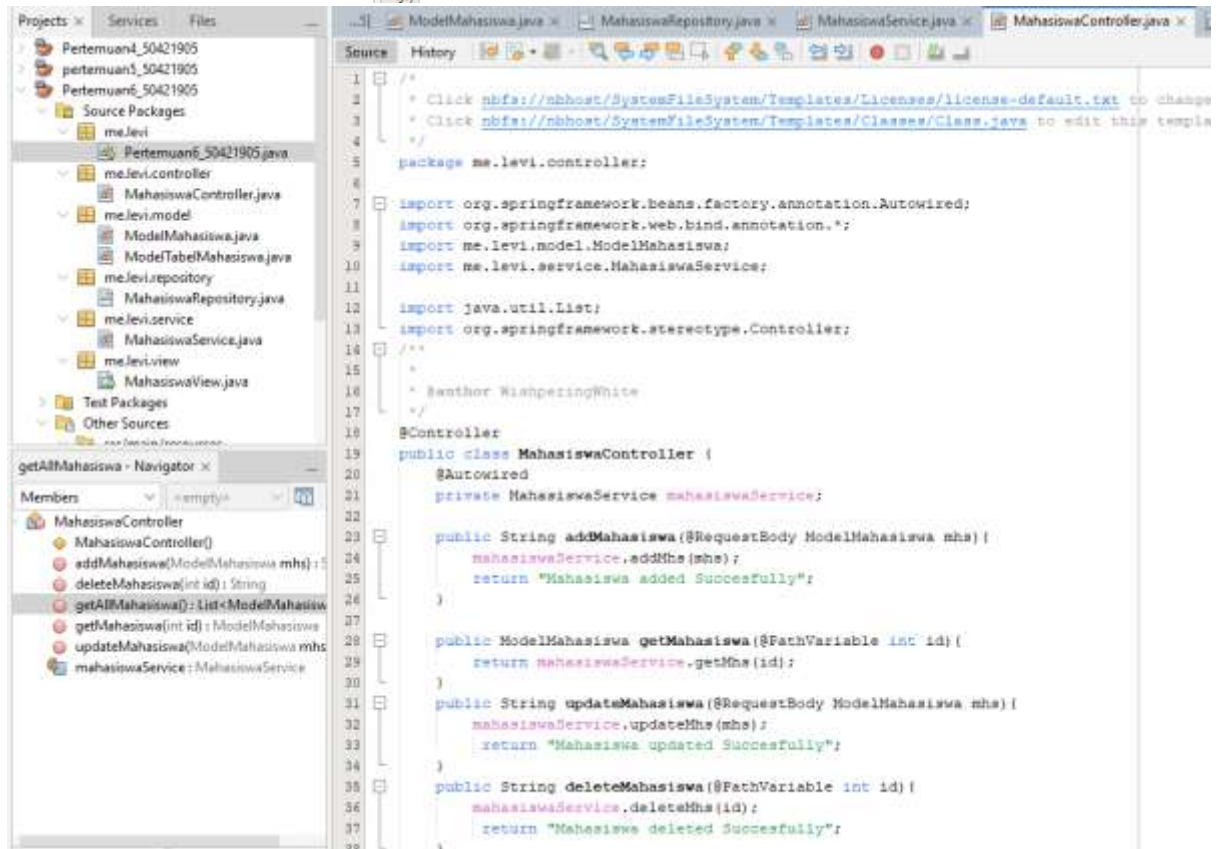 Projects × Services Files
Pertemuan4_50421905
pertemuan5_50421905
Pertemuan6_50421905
Source Packages
me.levi
Pertemuan6_50421905.java
me.levi.controller
MahasiswaController.java
me.levi.model
ModelMahasiswa.java
ModelTabelMahasiswa.java
me.levi.repository
MahasiswaRepository.java
me.levi.service
MahasiswaService.java
me.levi.view
MahasiswaView.java
Test Packages
Other Sources
getAllMahasiswa - Navigator ×
Members <empty>
MahasiswaController
MahasiswaController()
addMahasiswa(ModelMahasiswa mhs) :
deleteMahasiswa(int id) : String
getAllMahasiswa() : List<ModelMahasisw
getMahasiswa(int id) : ModelMahasiswa
updateMahasiswa(ModelMahasiswa mhs
mahasiswaService : MahasiswaService
...5] ModelMahasiswa.java × MahasiswaRepository.java × MahasiswaService.java × MahasiswaController.java ×
Source History
1 /*
2 * Click nbfs://nbhost/SystemFileSystem/Templates/Licenses/license-default.txt to change
3 * Click nbfs://nbhost/SystemFileSystem/Templates/Classes/Class.java to edit this templa
4 */
5 package me.levi.controller;
6
7 import org.springframework.beans.factory.annotation.Autowired;
8 import org.springframework.web.bind.annotation.*;
9 import me.levi.model.ModelMahasiswa;
10 import me.levi.service.MahasiswaService;
11
12 import java.util.List;
13 import org.springframework.stereotype.Controller;
14 /**
15 *
16 * @author WishperingWhite
17 */
18 @Controller
19 public class MahasiswaController {
20 @Autowired
21 private MahasiswaService mahasiswaService;
22
23 public String addMahasiswa(@RequestBody ModelMahasiswa mhs){
24 mahasiswaService.addMhs(mhs);
25 return "Mahasiswa added Succesfully";
26 }
27
28 public ModelMahasiswa getMahasiswa(@PathVariable int id){
29 return mahasiswaService.getMhs(id);
30 }
31 public String updateMahasiswa(@RequestBody ModelMahasiswa mhs){
32 mahasiswaService.updateMhs(mhs);
33 return "Mahasiswa updated Succesfully";
34 }
35 public String deleteMahasiswa(@PathVariable int id){
36 mahasiswaService.deleteMhs(id);
37 return "Mahasiswa deleted Succesfully";
38 }